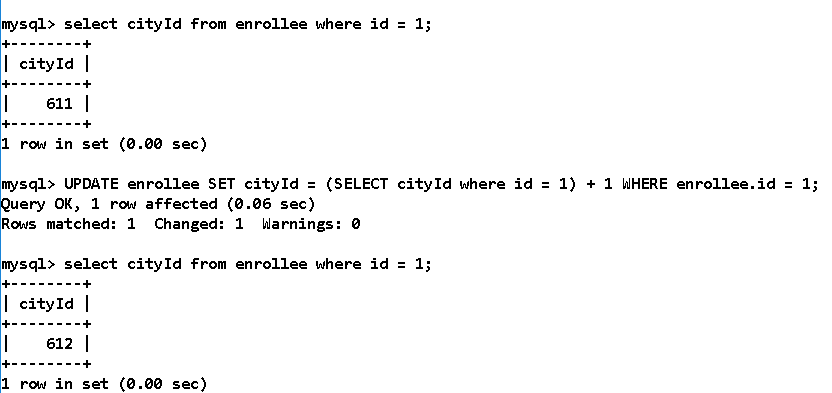 mysql> select cityId from enrollee where id = 1;
+--------+
| cityId |
+--------+
|    611 |
+--------+
1 row in set (0.00 sec)
mysql> UPDATE enrollee SET cityId = (SELECT cityId where id = 1) + 1 WHERE enrollee.id = 1;
Query OK, 1 row affected (0.06 sec)
Rows matched: 1  Changed: 1  Warnings: 0
mysql> select cityId from enrollee where id = 1;
+--------+
| cityId |
+--------+
|    612 |
+--------+
1 row in set (0.00 sec)